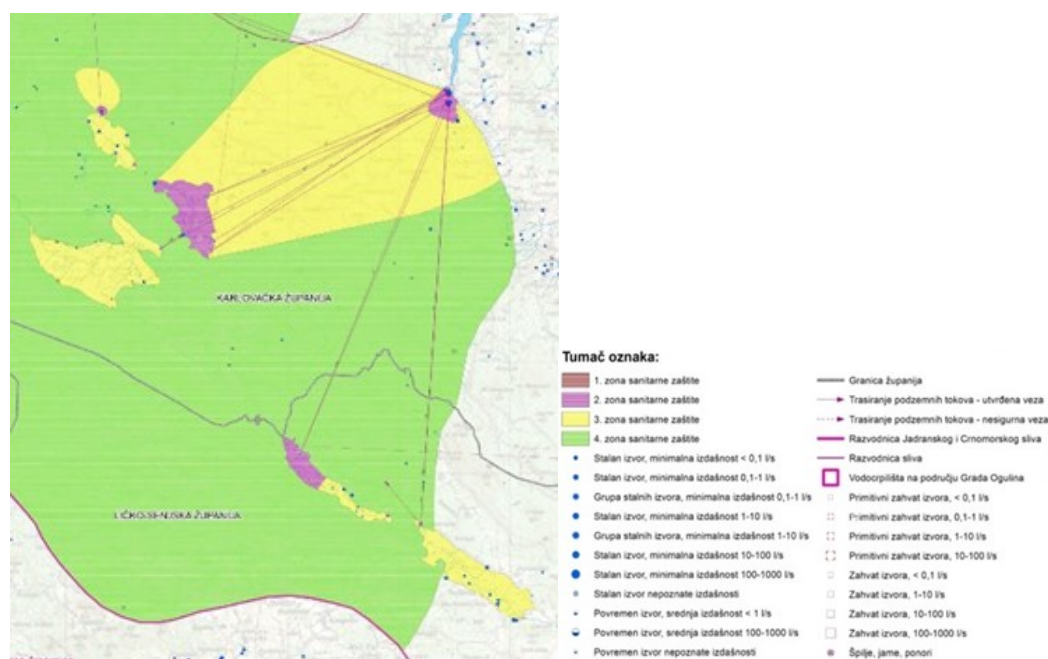 KARLOVAČKA ŽUPANIJA
LIČKO-SENJSKA ŽUPANIJA
Tumač oznaka:
1. zona sanitarne zaštite
2. zona sanitarne zaštite
3. zona sanitarne zaštite
4. zona sanitarne zaštite
Stalan izvor, minimalna izdašnost < 0,1 l/s
Stalan izvor, minimalna izdašnost 0,1-1 l/s
Grupa stalnih izvora, minimalna izdašnost 0,1-1 l/s
Stalan izvor, minimalna izdašnost 1-10 l/s
Grupa stalnih izvora, minimalna izdašnost 1-10 l/s
Stalan izvor, minimalna izdašnost 10-100 l/s
Stalan izvor, minimalna izdašnost 100-1000 l/s
Stalan izvor nepoznate izdašnosti
Povremen izvor, srednja izdašnost < 1 l/s
Povremen izvor, srednja izdašnost 100-1000 l/s
Povremen izvor nepoznate izdašnosti
Granica županija
Trasiranje podzemnih tokova - utvrđena veza
Trasiranje podzemnih tokova - nesigurna veza
Razvodnica Jadranskog i Crnomorskog sliva
Razvodnica sliva
Vodocrpilišta na području Grada Ogulina
Primitivni zahvat izvora, < 0,1 l/s
Primitivni zahvat izvora, 0,1-1 l/s
Primitivni zahvat izvora, 1-10 l/s
Primitivni zahvat izvora, 10-100 l/s
Zahvat izvora, < 0,1 l/s
Zahvat izvora, 1-10 l/s
Zahvat izvora, 10-100 l/s
Zahvat izvora, 100-1000 l/s
Špilje, jame, ponori